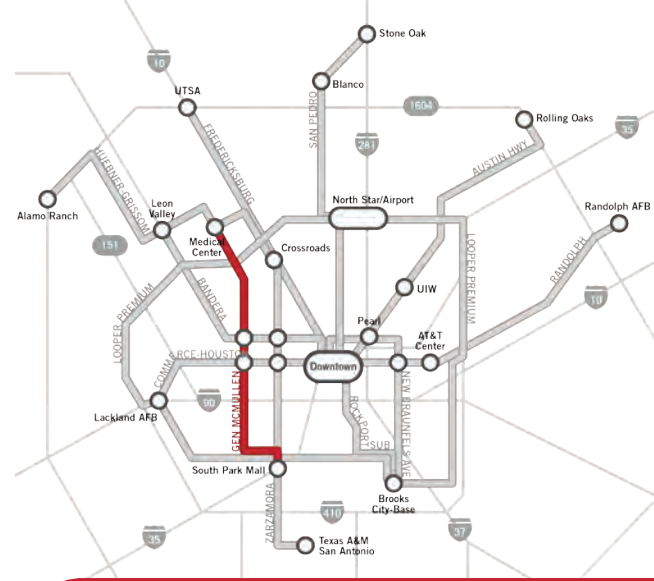 Stone Oak
10
281
Blanco
UTSA
1604
SAN PEDRO
Rolling Oaks
35
FREDERICKSBURG
281
AUSTIN HWY
HUEBNER-GRISSOM
Leon
Valley
North Star/Airport
Randolph AFB
Alamo Ranch
151
Medical
Center
Crossroads
LOOPER PREMIUM
RANDOLPH
UIW
10
BANDERA
LOOPER PREMIUM
Pearl
AT&T
Center
COMMERCE-HOUSTON
Downtown
90
GEN MCMULLEN
ROCKPORT
SUB
NEW BRAUNFELS AVE
Lackland AFB
South Park Mall
Brooks
City-Base
ZARZAMORA
410
35
37
Texas A&M
San Antonio